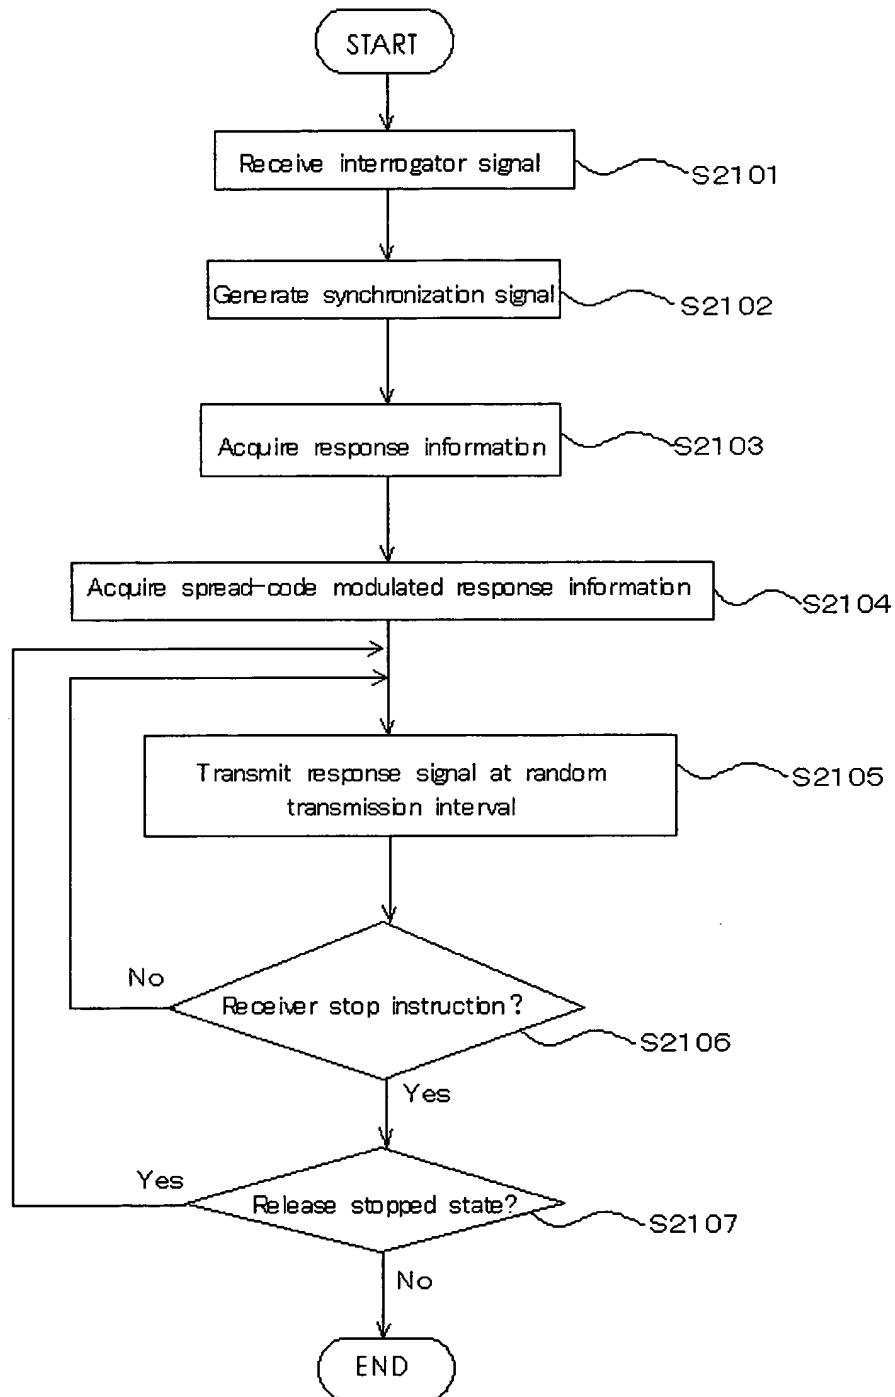 START
Receive interrogator signal
S2101
Generate synchronization signal
S2102
Acquire response information
S2103
Acquire spread-code modulated response information
S2104
Transmit response signal at random
transmission interval
S2105
No
Receiver stop instruction?
S2106
Yes
Yes
Release stopped state?
S2107
No
END